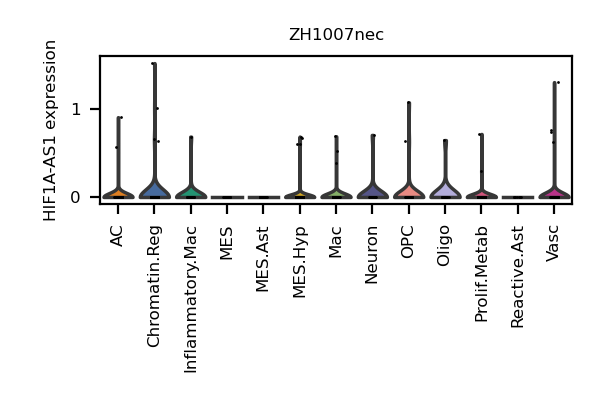 ZH1007nec
HIF1A-AS1 expression
1
0
AC
Chromatin.Reg
Inflammatory.Mac
MES
MES.Ast
MES.Hyp
Mac
Neuron
OPC
Oligo
Prolif.Metab
Reactive.Ast
Vasc